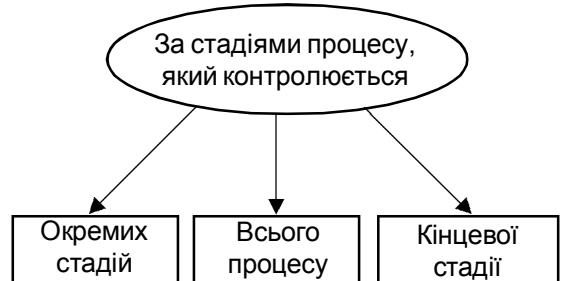 За стадіями процесу,
який контролюється
Окремих
стадій
Всього
процесу
Кінцевої
стадії